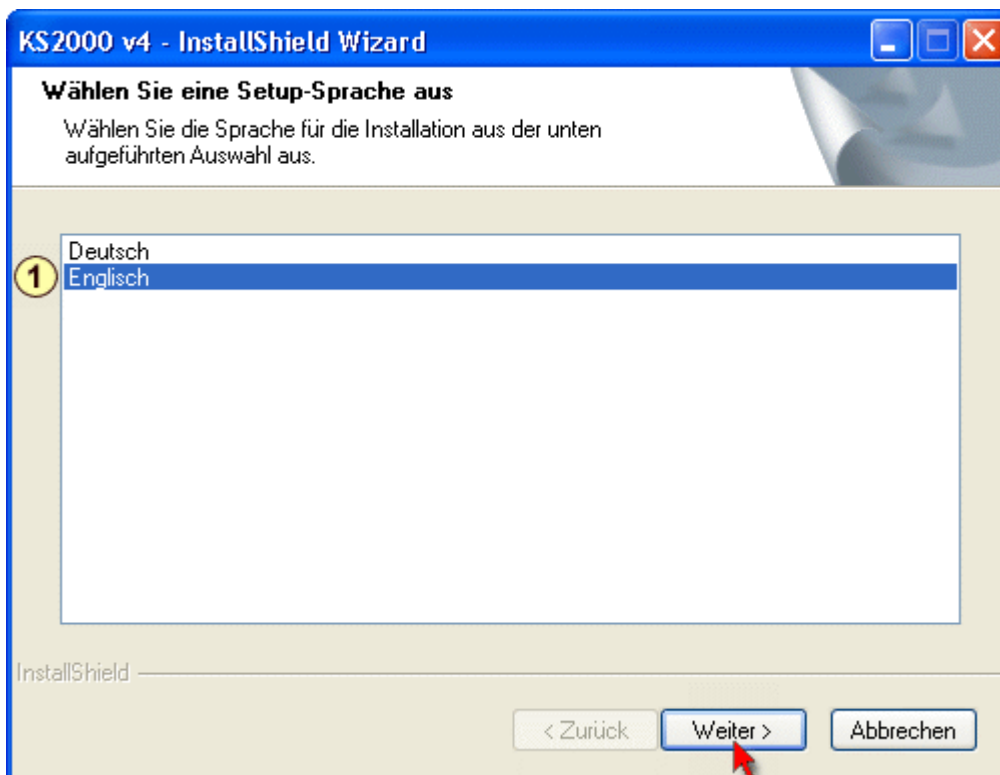 KS2000 v4 - InstallShield Wizard
Wählen Sie eine Setup-Sprache aus
Wählen Sie die Sprache für die Installation aus der unten
aufgeführten Auswahl aus.
Deutsch
1 Englisch
InstallShield
< Zurück Weiter > Abbrechen